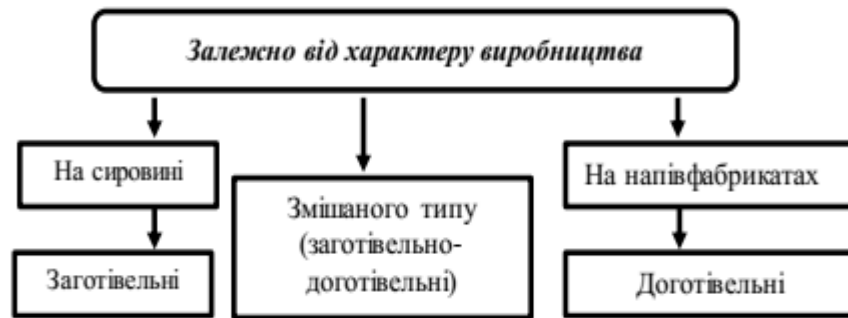 Залежно від характеру виробництва
На сировині
Змішаного типу
(заготівельно-
доготівельні)
На напівфабрикатах
Заготівельні
Доготівельні